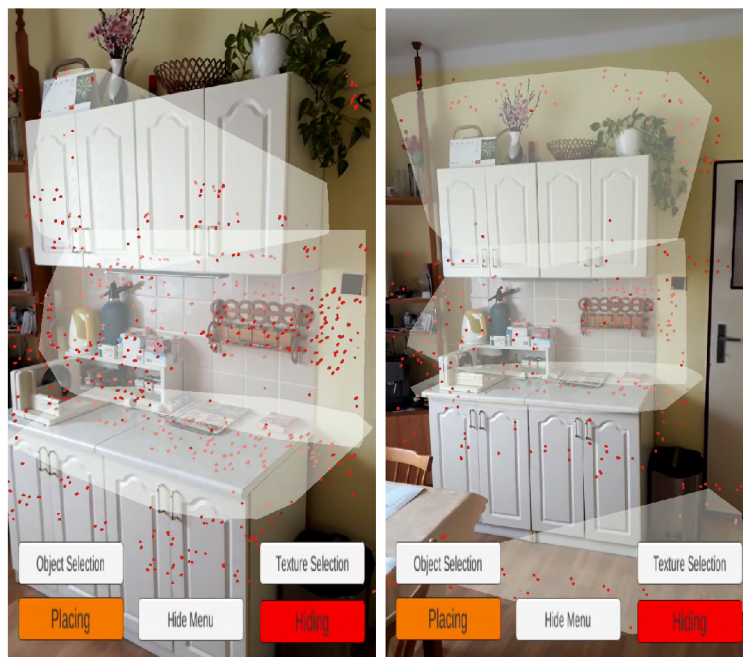 Object Selection
Texture Selection
Placing
Hide Menu
Hiding
Object Selection
Texture Selection
Placing
Hide Menu
Hiding